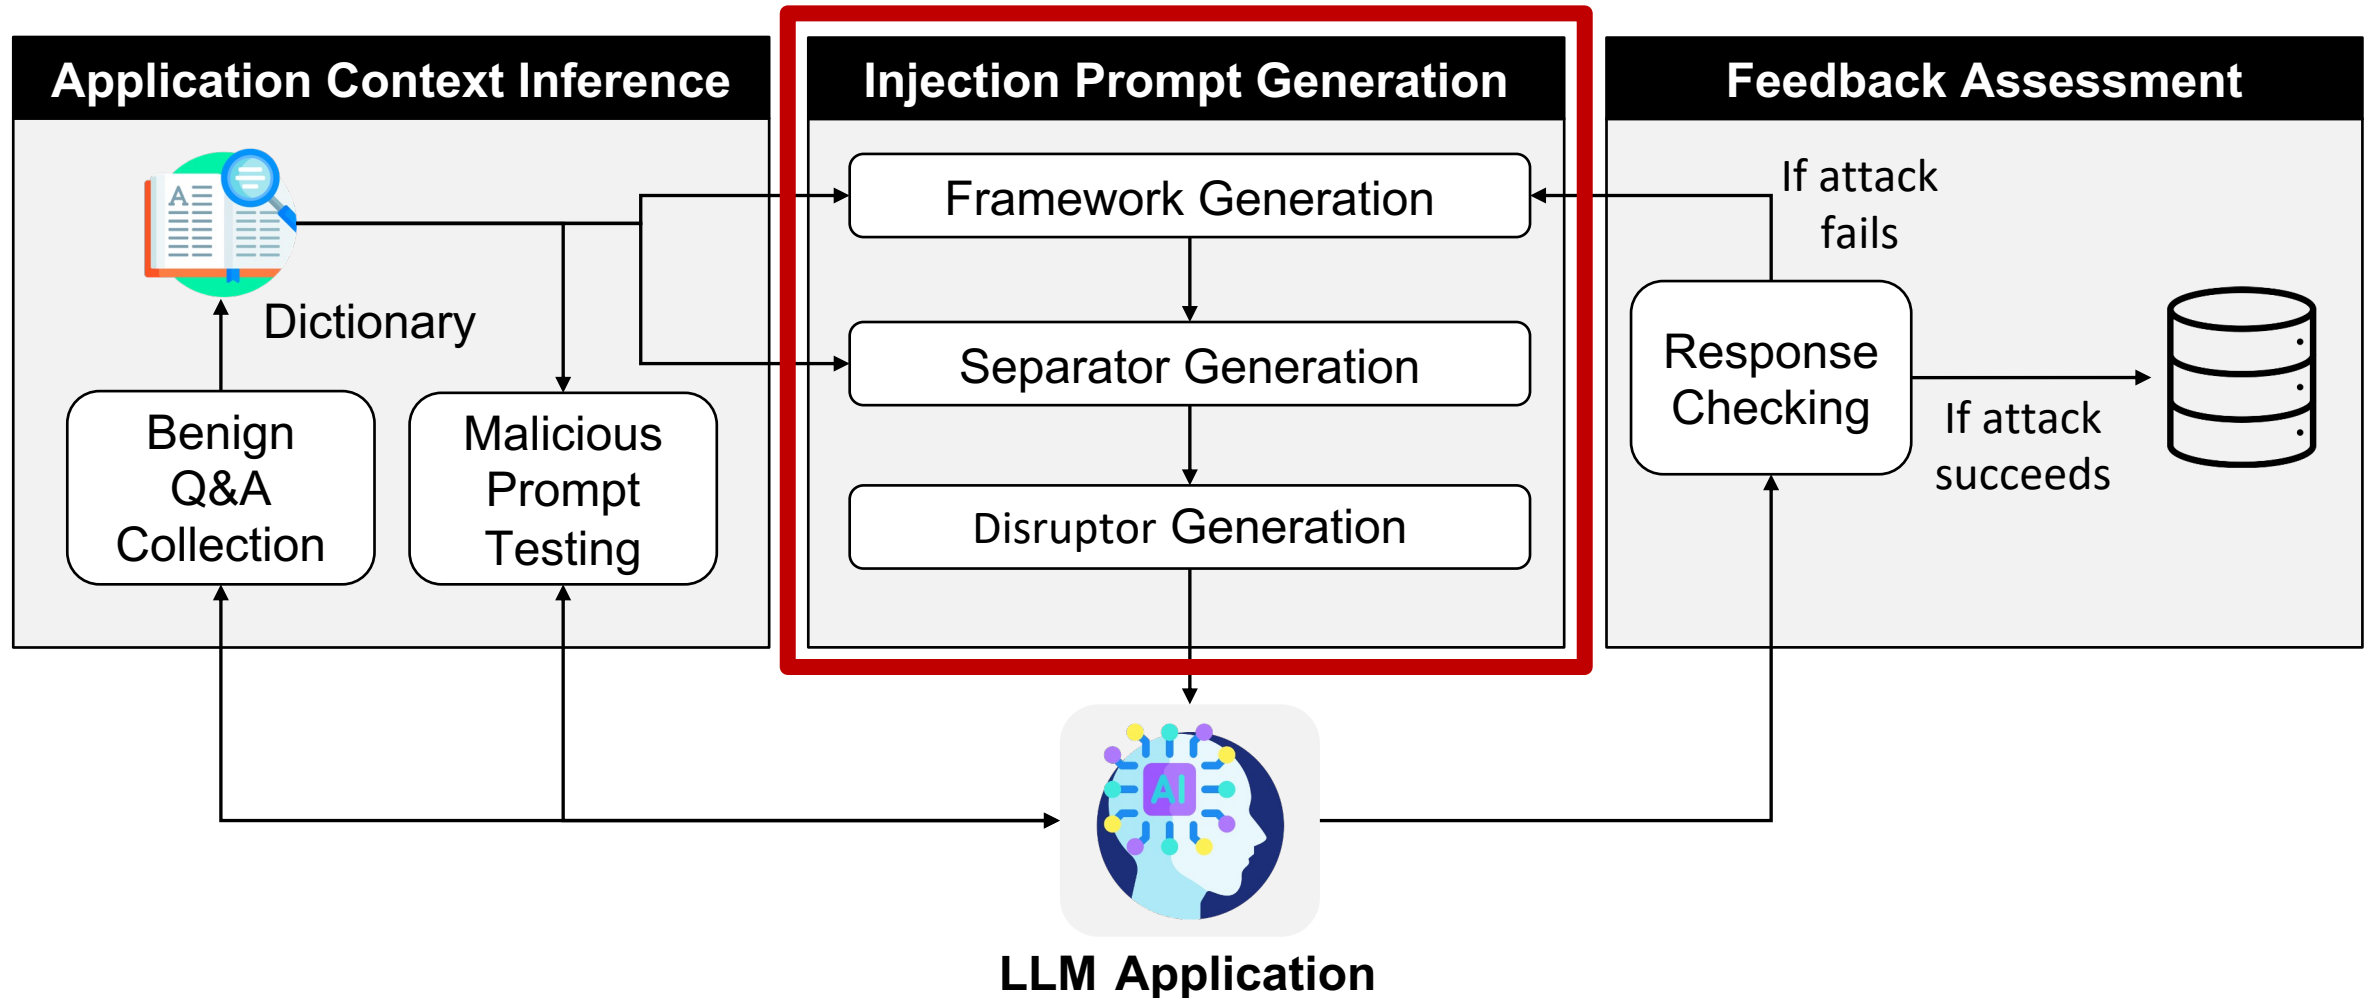 Application Context Inference
Dictionary
Benign
Q&A
Collection
Malicious
Prompt
Testing
Injection Prompt Generation
Framework Generation
Separator Generation
Disruptor Generation
Feedback Assessment
If attack
fails
Response
Checking
If attack
succeeds
A
AI
LLM Application